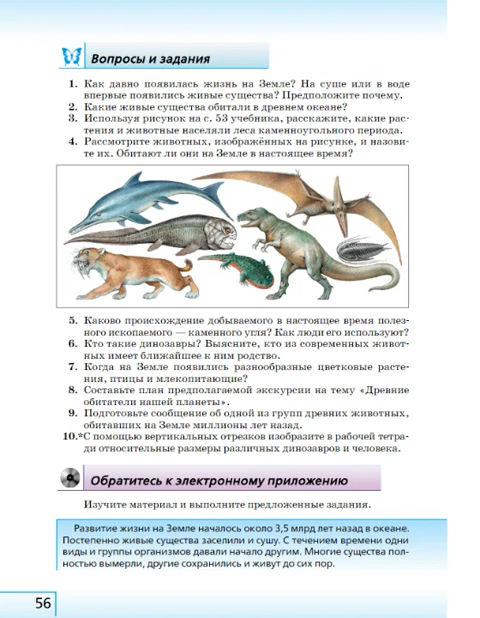 Вопросы и задания
1. Как давно появилась жизнь на Земле? На суше или в воде
впервые появились живые существа? Предположите почему.
2. Какие живые существа обитали в древнем океане?
3. Используя рисунок на с. 53 учебника, расскажите, какие рас-
тения и животные населяли леса каменноугольного периода.
4. Рассмотрите животных, изображённых на рисунке, и назови-
те их. Обитают ли они на Земле в настоящее время?
5. Каково происхождение добываемого в настоящее время полез-
ного ископаемого — каменного угля? Как люди его используют?
6. Кто такие динозавры? Выясните, кто из современных живот-
ных имеет ближайшее к ним родство.
7. Когда на Земле появились разнообразные цветковые расте-
ния, птицы и млекопитающие?
8. Составьте план предполагаемой экскурсии на тему «Древние
обитатели нашей планеты».
9. Подготовьте сообщение об одной из групп древних животных,
обитавших на Земле миллионы лет назад.
10.*С помощью вертикальных отрезков изобразите в рабочей тетра-
ди относительные размеры различных динозавров и человека.
Обратитесь к электронному приложению
Изучите материал и выполните предложенные задания.
Развитие жизни на Земле началось около 3,5 млрд лет назад в океане.
Постепенно живые существа заселили и сушу. С течением времени одни
виды и группы организмов давали начало другим. Многие существа пол-
ностью вымерли, другие сохранились и живут до сих пор.
56